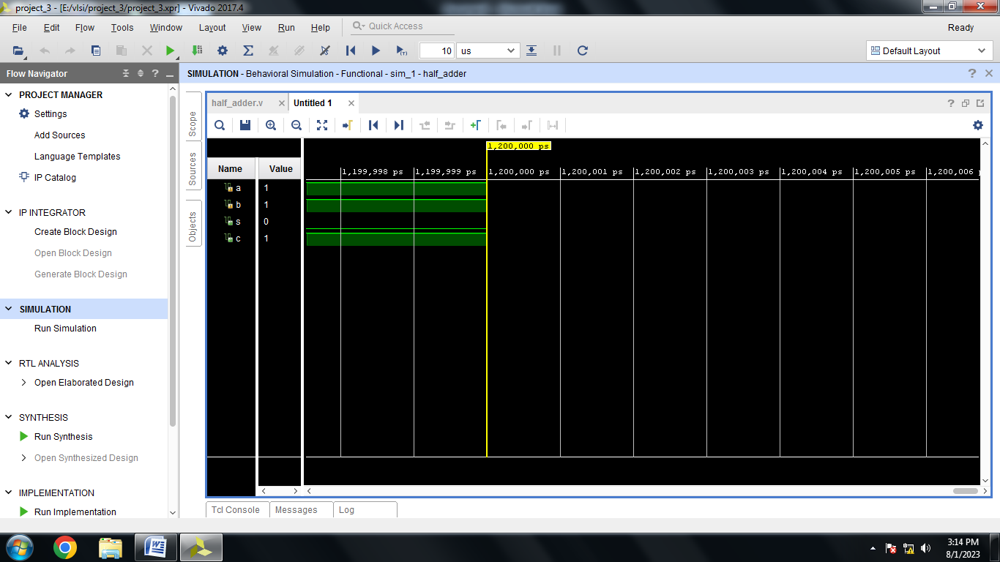 project_3 - [E:/vlsi/project_3/project_3.xpr] - Vivado 2017.4
File Edit Flow Tools Window Layout View Run Help Quick Access Ready
10 us Default Layout
Flow Navigator
PROJECT MANAGER
Settings
Add Sources
Language Templates
IP Catalog
IP INTEGRATOR
Create Block Design
Open Block Design
Generate Block Design
SIMULATION
Run Simulation
RTL ANALYSIS
Open Elaborated Design
SYNTHESIS
Run Synthesis
Open Synthesized Design
IMPLEMENTATION
Run Implementation
SIMULATION - Behavioral Simulation - Functional - sim_1 - half_adder
Scope
Sources
Objects
half_adder.v Untitled 1
1,200,000 ps
Name Value
1,199,998 ps 1,199,999 ps 1,200,000 ps 1,200,001 ps 1,200,002 ps 1,200,003 ps 1,200,004 ps 1,200,005 ps 1,200,006
a 1
b 1
s 0
c 1
Tcl Console Messages Log
3:14 PM
8/1/2023